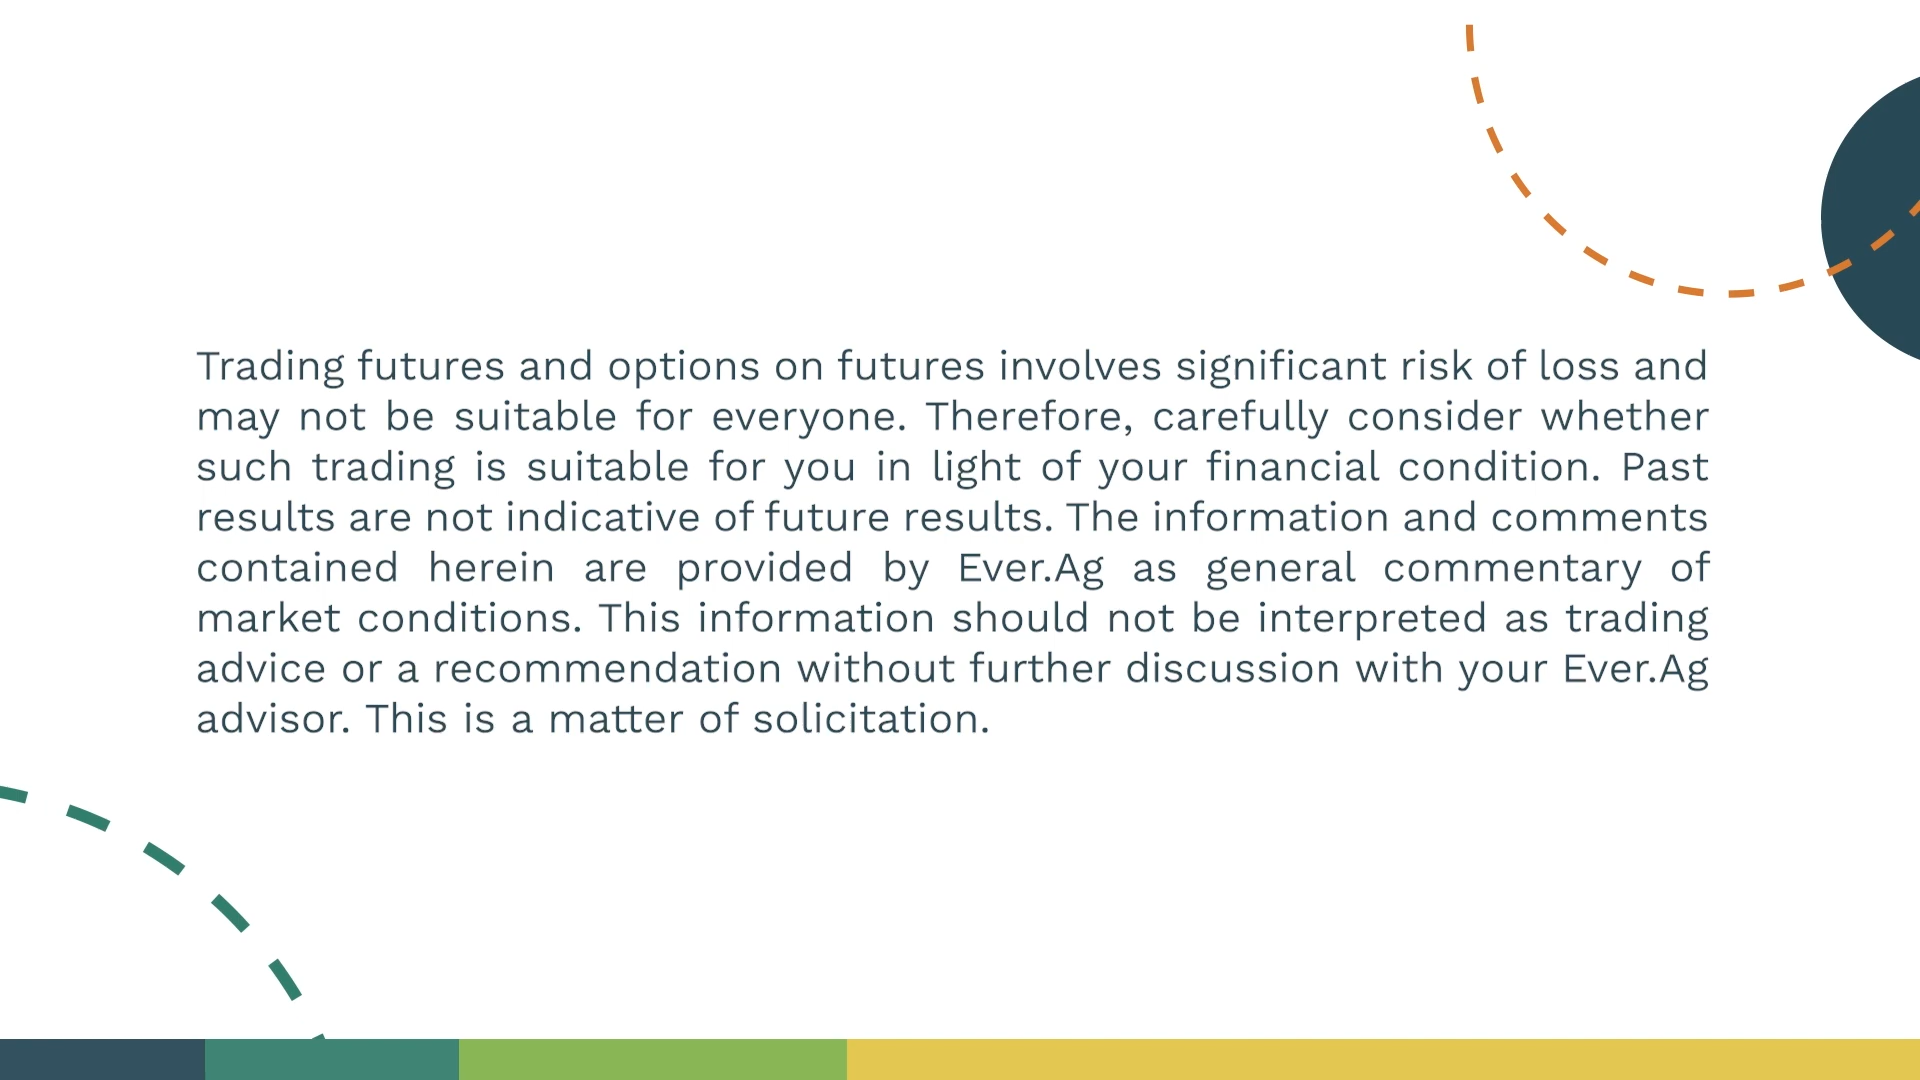 Trading futures and options on futures involves significant risk of loss and
may not be suitable for everyone. Therefore, carefully consider whether
such trading is suitable for you in light of your financial condition. Past
results are not indicative of future results. The information and comments
contained herein are provided by Ever.Ag as general commentary of
market conditions. This information should not be interpreted as trading
advice or a recommendation without further discussion with your Ever.Ag
advisor. This is a matter of solicitation.